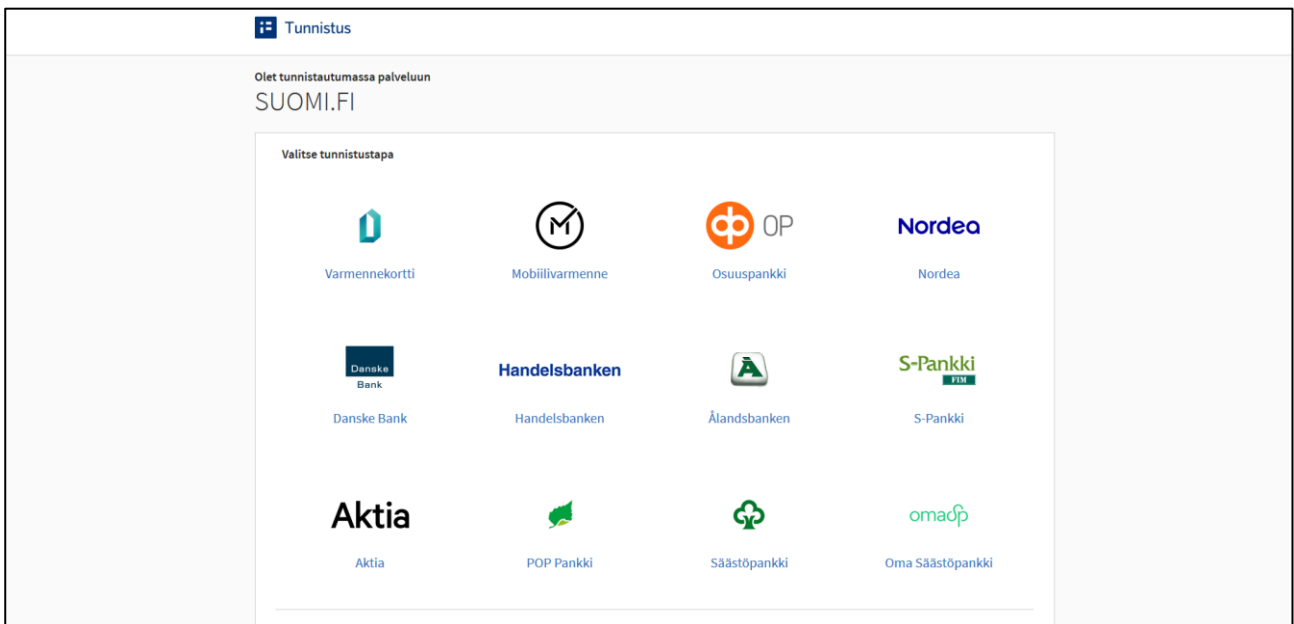 Tunnistus
Olet tunnistautumassa palveluun
SUOMI.FI
Valitse tunnistustapa
M OP Nordea
Varmennekortti Mobiilivarmenne Osuuspankki Nordea
Danske
Bank
Handelsbanken
Å
S-Pankki
FIM
Danske Bank Handelsbanken Ålandsbanken S-Pankki
Aktia omasp
Aktia POP Pankki Säästöpankki Oma Säästöpankki